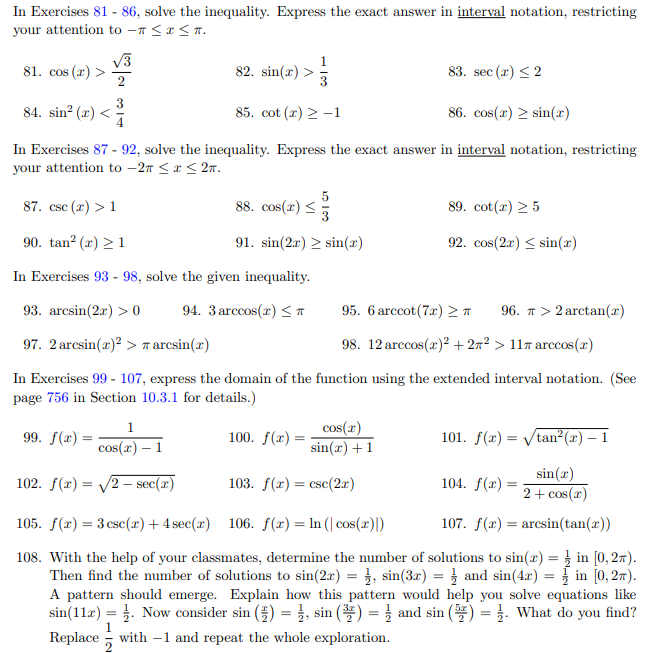 In Exercises 81 - 86, solve the inequality. Express the exact answer in interval notation, restricting
your attention to −π ≤ x ≤ π.
81. cos (x) > √3/2 82. sin(x) > 1/3 83. sec (x) ≤ 2
84. sin² (x) < 3/4 85. cot (x) ≥ −1 86. cos(x) ≥ sin(x)
In Exercises 87 - 92, solve the inequality. Express the exact answer in interval notation, restricting
your attention to −2π ≤ x ≤ 2π.
87. csc (x) > 1 88. cos(x) ≤ 5/3 89. cot(x) ≥ 5
90. tan² (x) ≥ 1 91. sin(2x) ≥ sin(x) 92. cos(2x) ≤ sin(x)
In Exercises 93 - 98, solve the given inequality.
93. arcsin(2x) > 0 94. 3 arccos(x) ≤ π 95. 6 arccot(7x) ≥ π 96. π > 2 arctan(x)
97. 2 arcsin(x)² > π arcsin(x) 98. 12 arccos(x)² + 2π² > 11π arccos(x)
In Exercises 99 - 107, express the domain of the function using the extended interval notation. (See
page 756 in Section 10.3.1 for details.)
99. f(x) = 1/(cos(x) − 1) 100. f(x) = cos(x)/(sin(x) + 1) 101. f(x) = √(tan²(x) − 1)
102. f(x) = √(2 − sec(x)) 103. f(x) = csc(2x) 104. f(x) = sin(x)/(2 + cos(x))
105. f(x) = 3 csc(x) + 4 sec(x) 106. f(x) = ln (| cos(x)|) 107. f(x) = arcsin(tan(x))
108. With the help of your classmates, determine the number of solutions to sin(x) = 1/2 in [0, 2π).
Then find the number of solutions to sin(2x) = 1/2, sin(3x) = 1/2 and sin(4x) = 1/2 in [0, 2π).
A pattern should emerge. Explain how this pattern would help you solve equations like
sin(11x) = 1/2. Now consider sin (x/2) = 1/2, sin (3x/2) = 1/2 and sin (5x/2) = 1/2. What do you find?
Replace 1/2 with −1 and repeat the whole exploration.